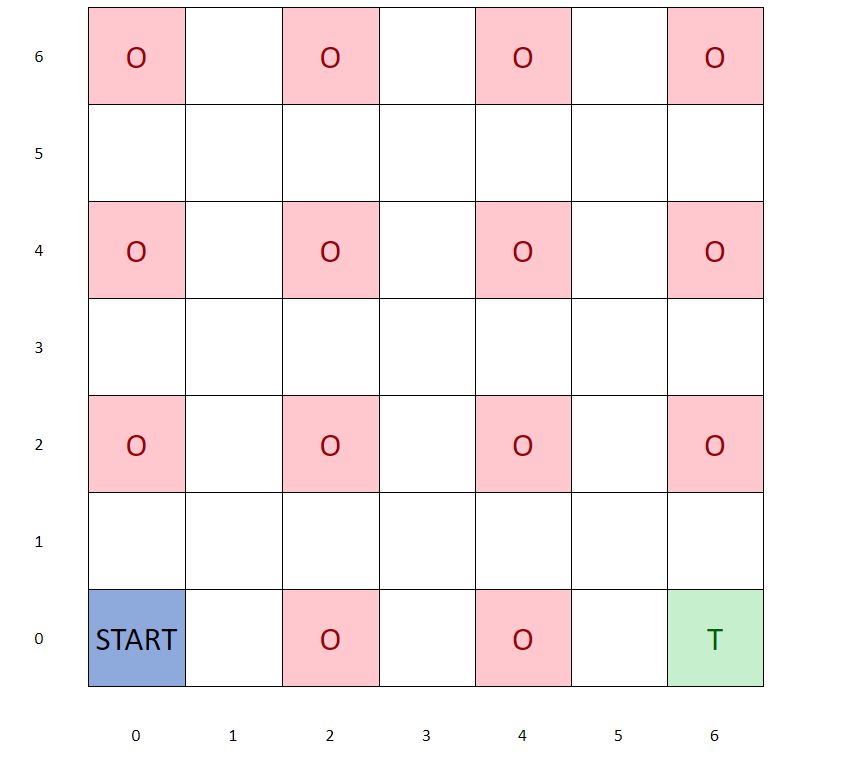 6 O O O O
5
4 O O O O
3
2 O O O O
1
0 START O O T
0 1 2 3 4 5 6